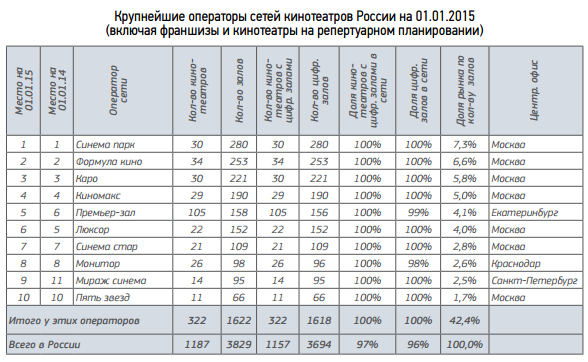 Крупнейшие операторы сетей кинотеатров России на 01.01.2015
(включая франшизы и кинотеатры на репертуарном планировании)
Место на 01.01.15 Место на 01.01.14 Оператор сети Кол-во кино-театров Кол-во залов Кол-во кинотеатров с цифр. залами Кол-во цифр. залов Доля кино-театров с цифр. залами в сети Доля цифр. залов в сети Доля рынка по кол-ву залов Центр. офис
1 1 Синема парк 30 280 30 280 100% 100% 7,3% Москва
2 2 Формула кино 34 253 34 253 100% 100% 6,6% Москва
3 3 Каро 30 221 30 221 100% 100% 5,8% Москва
4 4 Киномакс 29 190 29 190 100% 100% 5,0% Москва
5 6 Премьер-зал 105 158 105 156 100% 99% 4,1% Екатеринбург
6 5 Люксор 22 152 22 152 100% 100% 4,0% Москва
7 7 Синема стар 21 109 21 109 100% 100% 2,8% Москва
8 8 Монитор 26 98 26 96 100% 98% 2,6% Краснодар
9 11 Мираж синема 14 95 14 95 100% 100% 2,5% Санкт-Петербург
10 10 Пять звезд 11 66 11 66 100% 100% 1,7% Москва
Итого у этих операторов 322 1622 322 1618 100% 100% 42,4%
Всего в России 1187 3829 1157 3694 97% 96% 100,0%